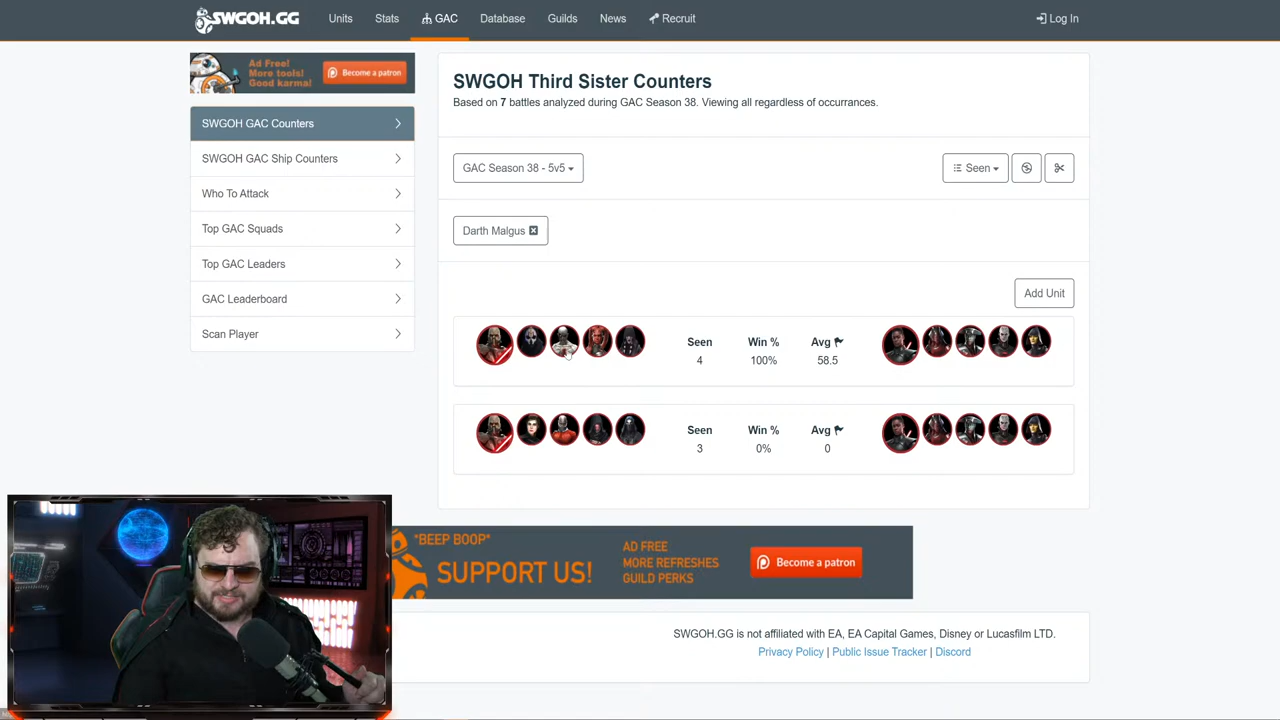 SWGOH.GG
Units
Stats
GAC
Database
Guilds
News
Recruit
Log In
Ad Free!
More tools!
Good karma!
Become a patron
SWGOH GAC Counters
SWGOH GAC Ship Counters
Who To Attack
Top GAC Squads
Top GAC Leaders
GAC Leaderboard
Scan Player
SWGOH Third Sister Counters
Based on 7 battles analyzed during GAC Season 38. Viewing all regardless of occurrances.
GAC Season 38 - 5v5
Seen
Darth Malgus
Add Unit
Seen Win % Avg
4 100% 58.5
Seen Win % Avg
3 0% 0
"BEEP BOOP"
SUPPORT US!
AD FREE
MORE REFRESHES
GUILD PERKS
Become a patron
SWGOH.GG is not affiliated with EA, EA Capital Games, Disney or Lucasfilm LTD.
Privacy Policy | Public Issue Tracker | Discord